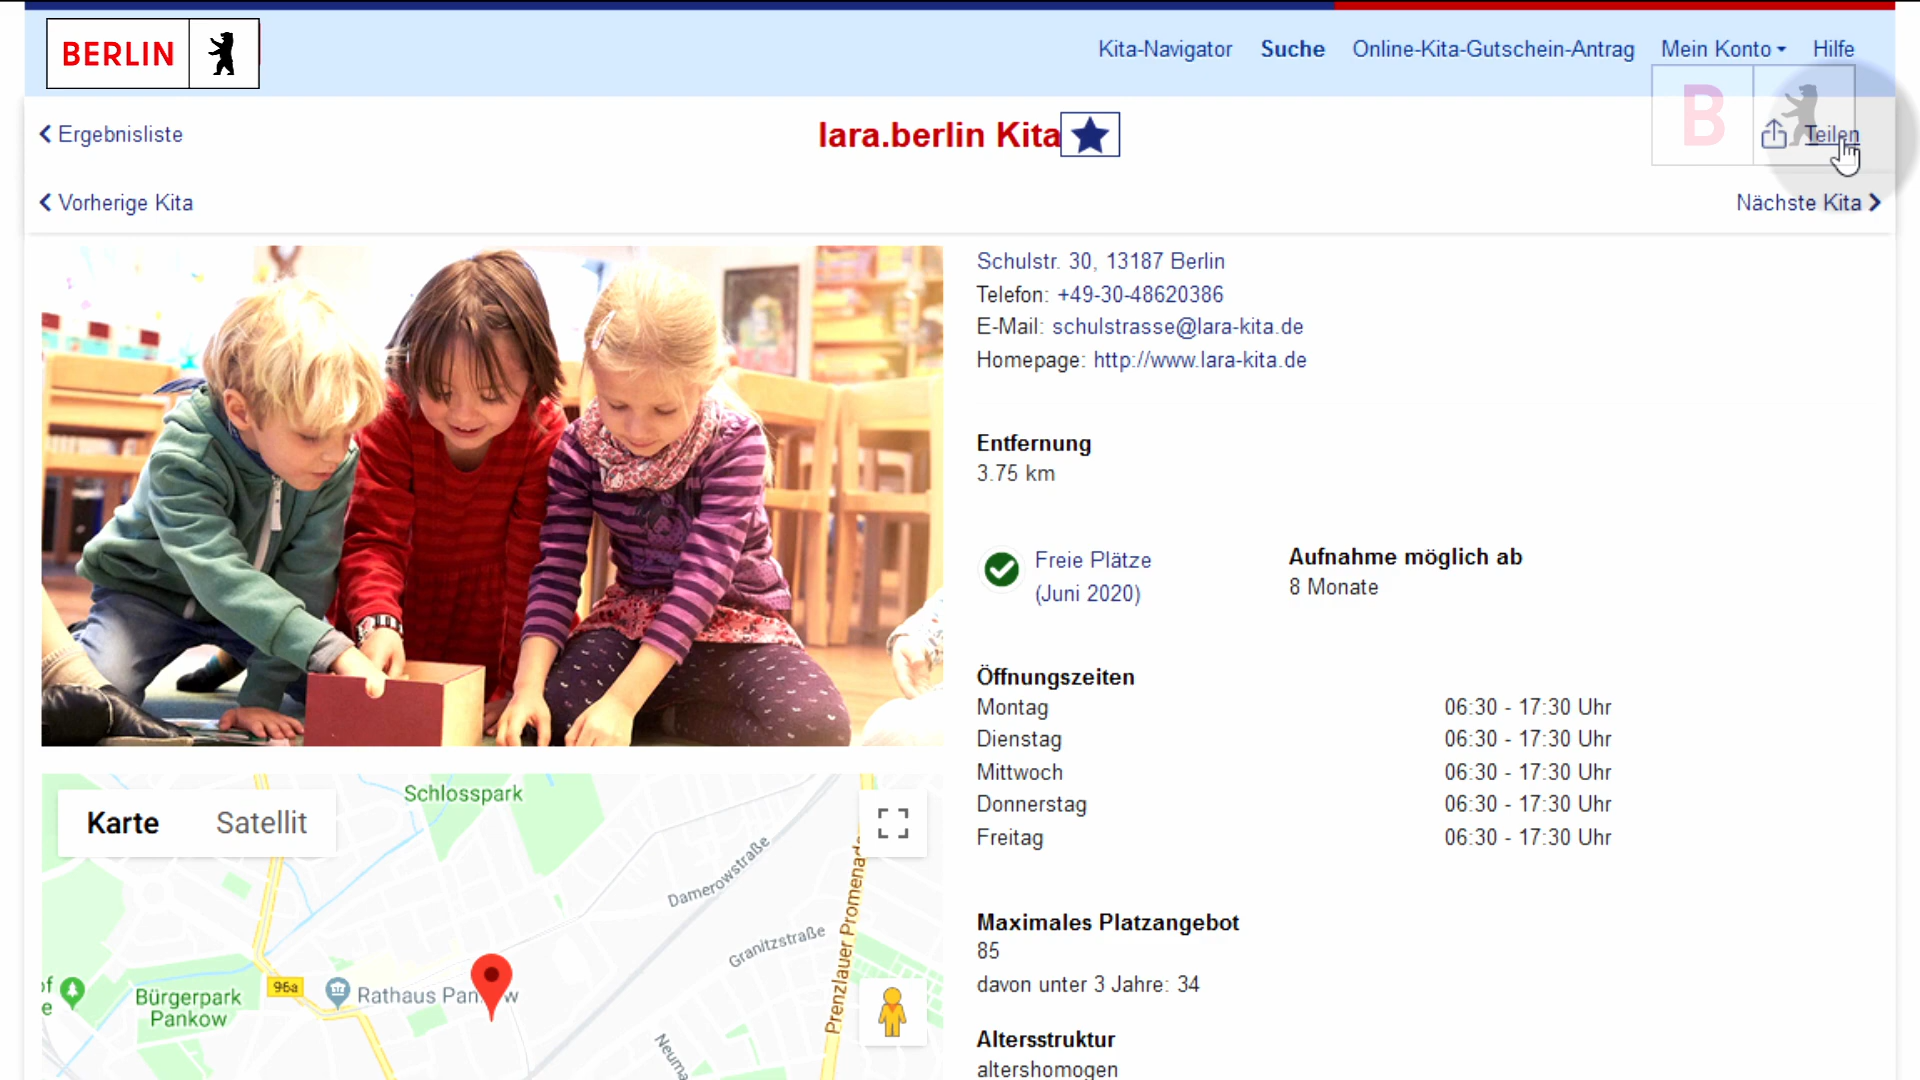 BERLIN
Kita-Navigator
Suche
Online-Kita-Gutschein-Antrag
Mein Konto
Hilfe
B
Ergebnisliste
lara.berlin Kita
Teilen
Vorherige Kita
Nächste Kita
Schulstr. 30, 13187 Berlin
Telefon: +49-30-48620386
E-Mail: schulstrasse@lara-kita.de
Homepage: http://www.lara-kita.de
Entfernung
3.75 km
Freie Plätze
(Juni 2020)
Aufnahme möglich ab
8 Monate
Öffnungszeiten
Montag 06:30 - 17:30 Uhr
Dienstag 06:30 - 17:30 Uhr
Mittwoch 06:30 - 17:30 Uhr
Donnerstag 06:30 - 17:30 Uhr
Freitag 06:30 - 17:30 Uhr
Maximales Platzangebot
85
davon unter 3 Jahre: 34
Altersstruktur
altershomogen
Karte
Satellit
Schlosspark
Damerowstraße
Granitzstraße
Prenzlauer Promenade
96a
Rathaus Pankow
Bürgerpark
Pankow